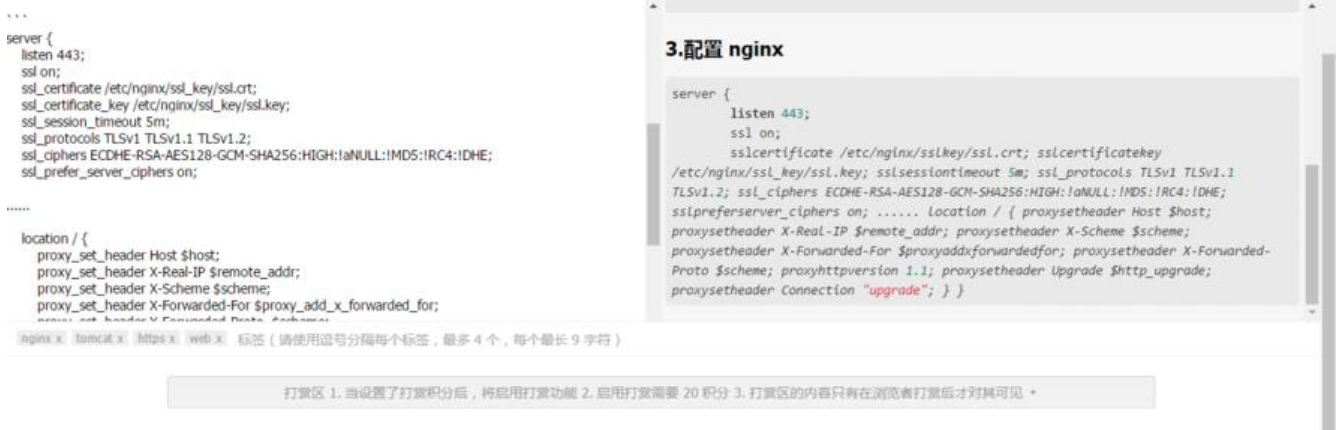 ```
server {
listen 443;
ssl on;
ssl_certificate /etc/nginx/ssl_key/ssl.crt;
ssl_certificate_key /etc/nginx/ssl_key/ssl.key;
ssl_session_timeout 5m;
ssl_protocols TLSv1 TLSv1.1 TLSv1.2;
ssl_ciphers ECDHE-RSA-AES128-GCM-SHA256:HIGH:!aNULL:!MD5:!RC4:!DHE;
ssl_prefer_server_ciphers on;
......
location / {
proxy_set_header Host $host;
proxy_set_header X-Real-IP $remote_addr;
proxy_set_header X-Scheme $scheme;
proxy_set_header X-Forwarded-For $proxy_add_x_forwarded_for;
proxy_set_header X-Forwarded-Proto $scheme;
3.配置 nginx
server {
listen 443;
ssl on;
sslcertificate /etc/nginx/sslkey/ssl.crt; sslcertificatekey
/etc/nginx/ssl_key/ssl.key; sslsessiontimeout 5m; ssl_protocols TLSv1 TLSv1.1
TLSv1.2; ssl_ciphers ECDHE-RSA-AES128-GCM-SHA256:HIGH:!aNULL:!MD5:!RC4:!DHE;
sslpreferserver_ciphers on; ...... location / { proxysetheader Host $host;
proxysetheader X-Real-IP $remote_addr; proxysetheader X-Scheme $scheme;
proxysetheader X-Forwarded-For $proxyaddxforwardedfor; proxysetheader X-Forwarded-
Proto $scheme; proxyhttpversion 1.1; proxysetheader Upgrade $http_upgrade;
proxysetheader Connection "upgrade"; } }
nginx x tomcat x https x web x 标签（请使用逗号分隔每个标签，最多 4 个，每个最长 9 字符）
打赏区 1. 当设置了打赏积分后，将启用打赏功能 2. 启用打赏需要 20 积分 3. 打赏区的内容只有在浏览者打赏后才对其可见